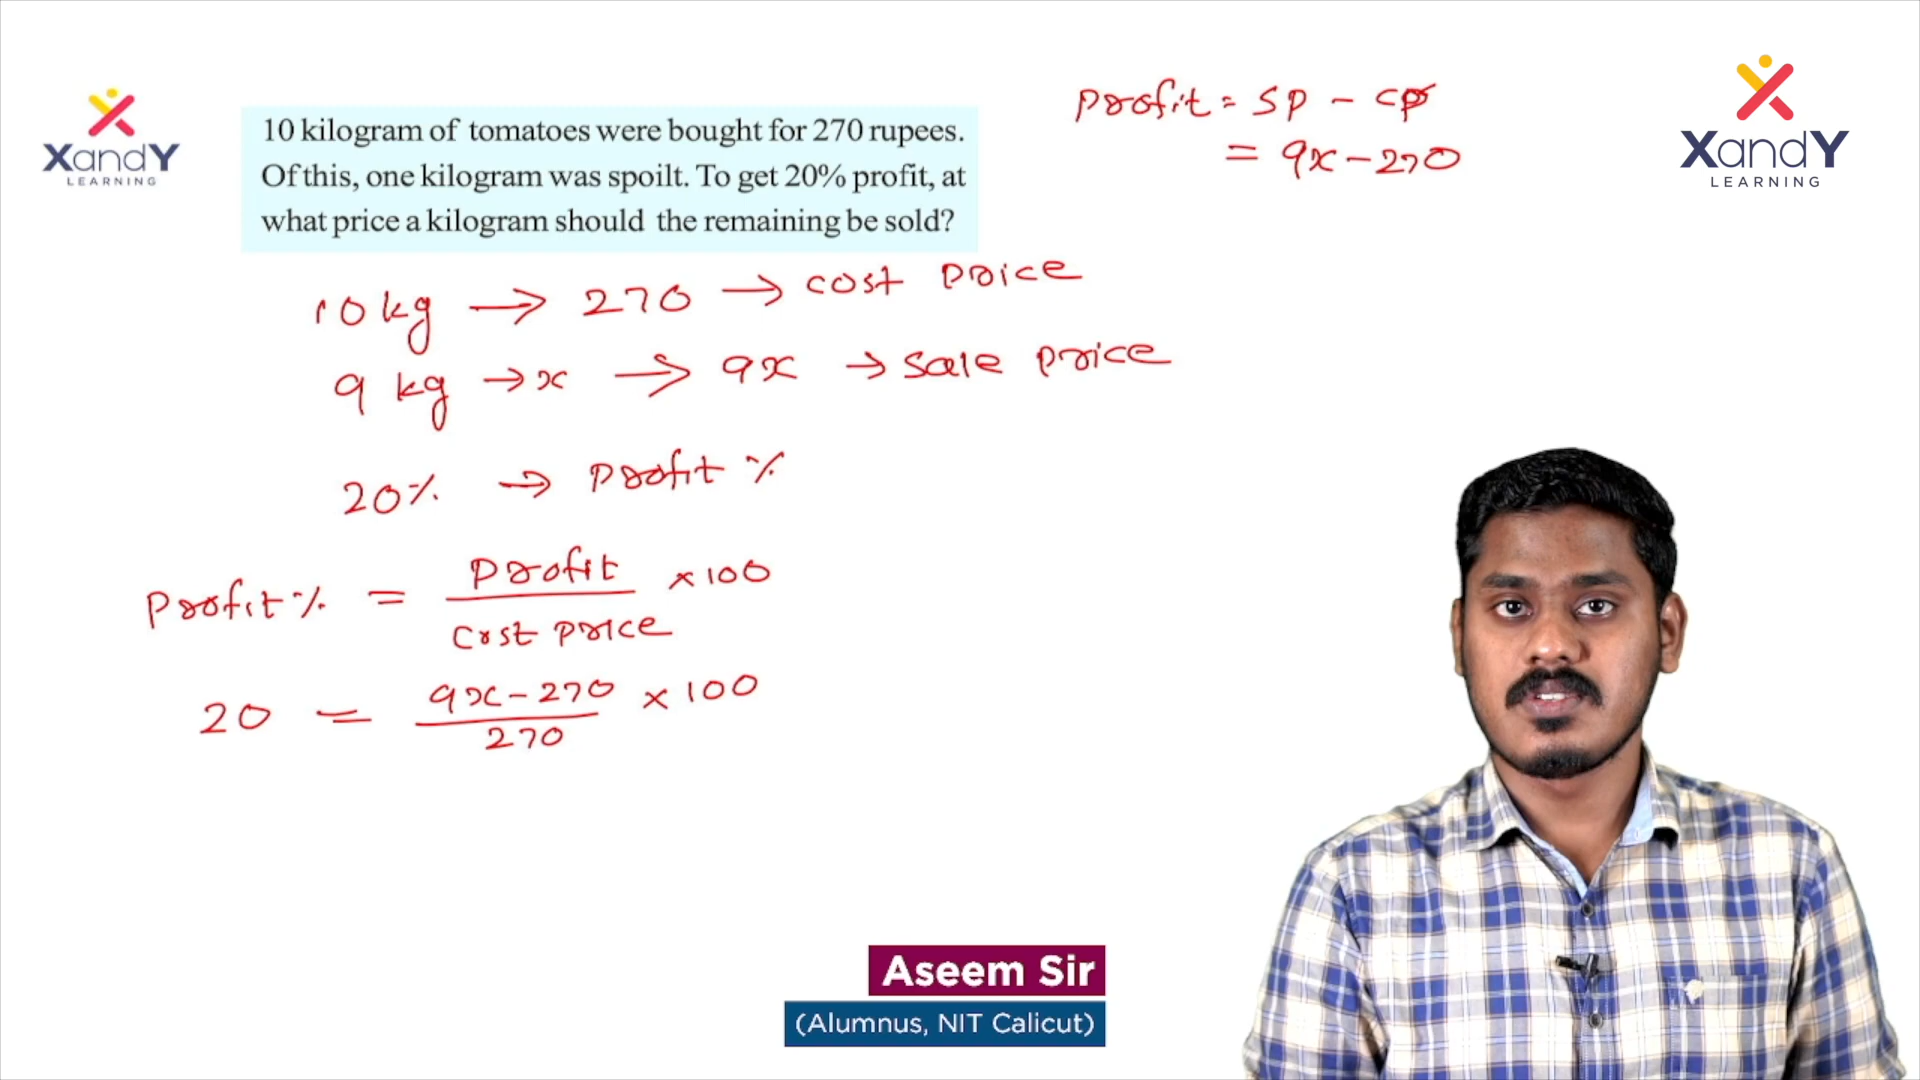 XandY
LEARNING
10 kilogram of tomatoes were bought for 270 rupees.
Of this, one kilogram was spoilt. To get 20% profit, at
what price a kilogram should the remaining be sold?
Profit = SP - CP
= 9x - 270
XandY
LEARNING
10 kg → 270 → cost price
9 kg → x → 9x → sale price
20% → Profit %
Profit % = Profit / Cost price × 100
20 = 9x - 270 / 270 × 100
Aseem Sir
(Alumnus, NIT Calicut)